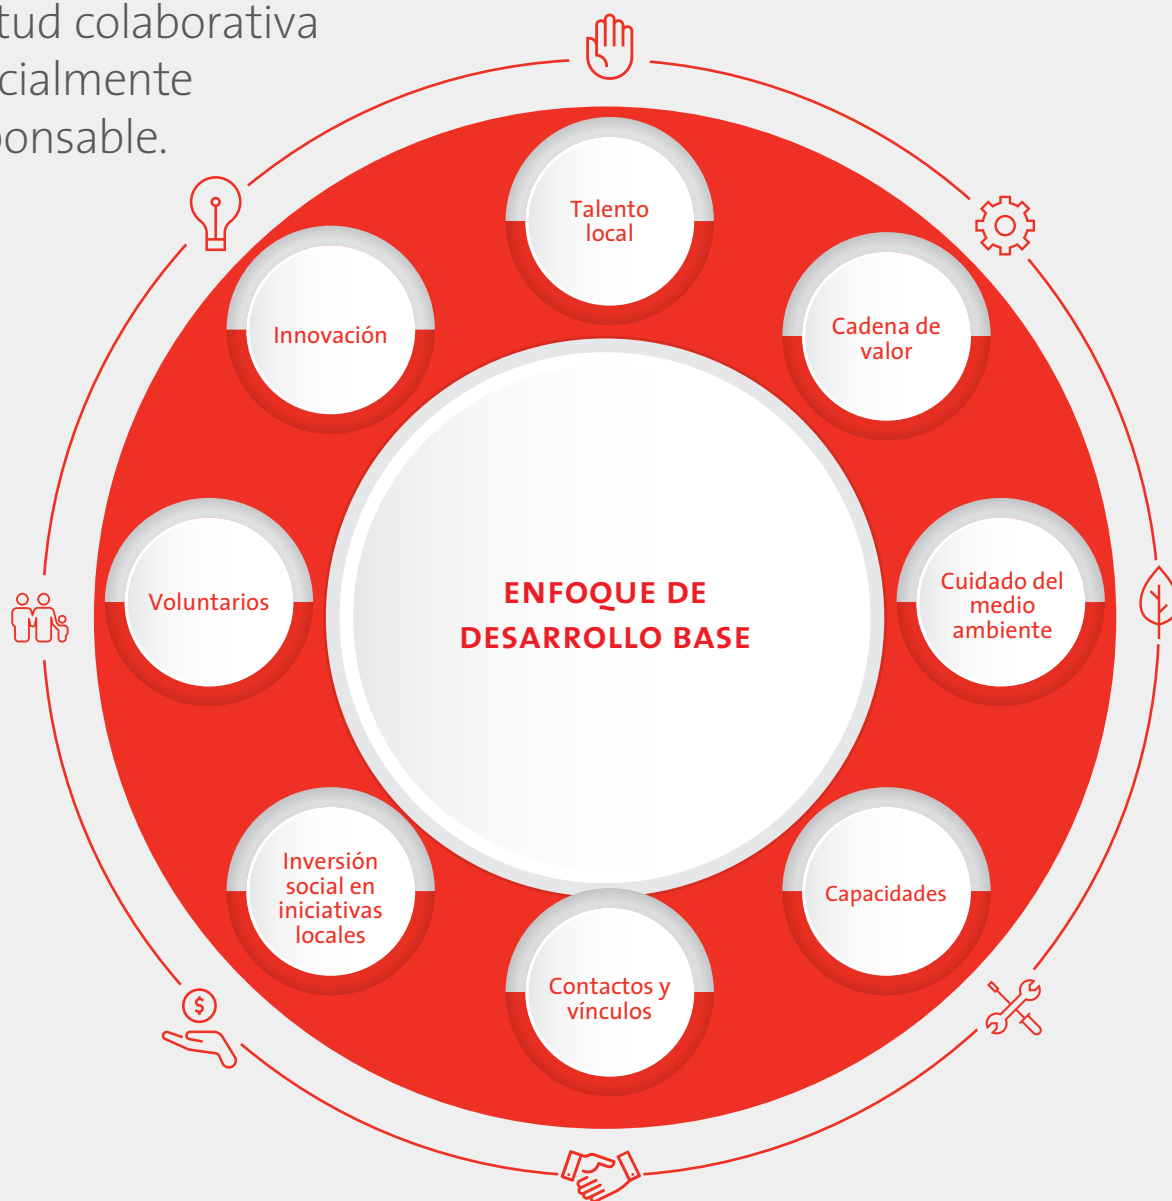 tud colaborativa
cialmente
ponsable.
Talento
local
Cadena de
valor
Cuidado del
medio
ambiente
Capacidades
Contactos y
vínculos
Inversión
social en
iniciativas
locales
Voluntarios
Innovación
ENFOQUE DE
DESARROLLO BASE
$